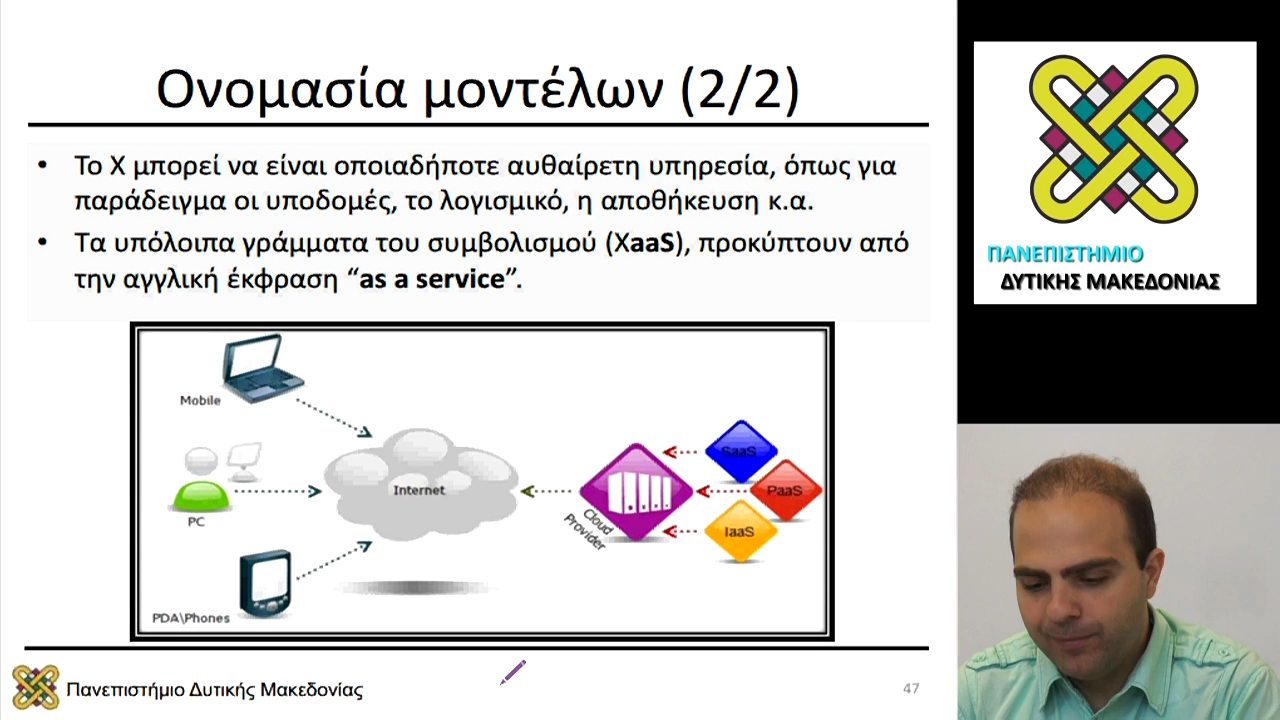 Ονομασία μοντέλων (2/2)
• Το Χ μπορεί να είναι οποιαδήποτε αυθαίρετη υπηρεσία, όπως για
παράδειγμα οι υποδομές, το λογισμικό, η αποθήκευση κ.α.
• Τα υπόλοιπα γράμματα του συμβολισμού (XaaS), προκύπτουν από
την αγγλική έκφραση “as a service”.
Mobile
PC
PDA\Phones
Internet
Cloud
Provider
SaaS
PaaS
IaaS
Πανεπιστήμιο Δυτικής Μακεδονίας
47
ΠΑΝΕΠΙΣΤΗΜΙΟ
ΔΥΤΙΚΗΣ ΜΑΚΕΔΟΝΙΑΣ